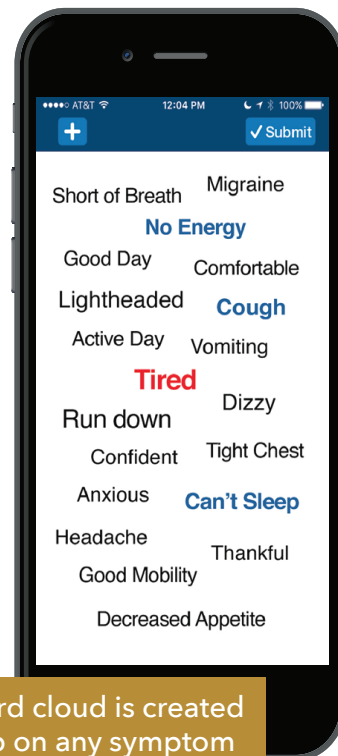 AT&T 12:04 PM 100%
+ ✓ Submit
Short of Breath Migraine
No Energy
Good Day Comfortable
Lightheaded Cough
Active Day Vomiting
Tired
Dizzy
Run down
Confident Tight Chest
Anxious Can't Sleep
Headache
Thankful
Good Mobility
Decreased Appetite
cloud is created
on any symptom